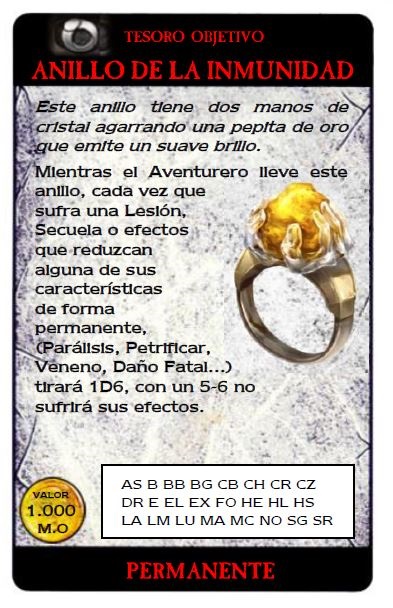 TESORO OBJETIVO
ANILLO DE LA INMUNIDAD
Este anillo tiene dos manos de
cristal agarrando una pepita de oro
que emite un suave brillo.
Mientras el Aventurero lleve este
anillo, cada vez que
sufra una Lesión,
Secuela o efectos
que reduzcan
alguna de sus
características
de forma
permanente,
(Parálisis, Petrificar,
Veneno, Daño Fatal...)
tirará 1D6, con un 5-6 no
sufrirá sus efectos.
VALOR
1.000
M.O
AS B BB BG CB CH CR CZ
DR E EL EX FO HE HL HS
LA LM LU MA MC NO SG SR
PERMANENTE